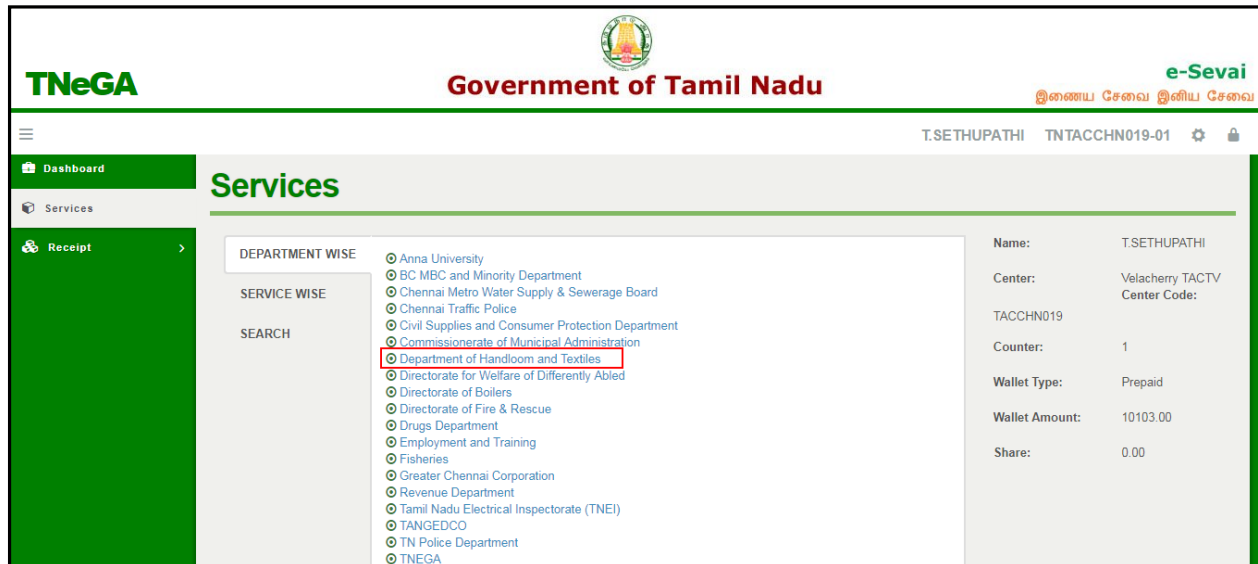 TNeGA
Government of Tamil Nadu
e-Sevai
இணைய சேவை இனிய சேவை
T.SETHUPATHI TNTACCHN019-01
Dashboard
Services
Receipt
Services
DEPARTMENT WISE
SERVICE WISE
SEARCH
Anna University
BC MBC and Minority Department
Chennai Metro Water Supply & Sewerage Board
Chennai Traffic Police
Civil Supplies and Consumer Protection Department
Commissionerate of Municipal Administration
Department of Handloom and Textiles
Directorate for Welfare of Differently Abled
Directorate of Boilers
Directorate of Fire & Rescue
Drugs Department
Employment and Training
Fisheries
Greater Chennai Corporation
Revenue Department
Tamil Nadu Electrical Inspectorate (TNEI)
TANGEDCO
TN Police Department
TNEGA
Name: T.SETHUPATHI
Center: Velacherry TACTV
Center Code:
TACCHN019
Counter: 1
Wallet Type: Prepaid
Wallet Amount: 10103.00
Share: 0.00